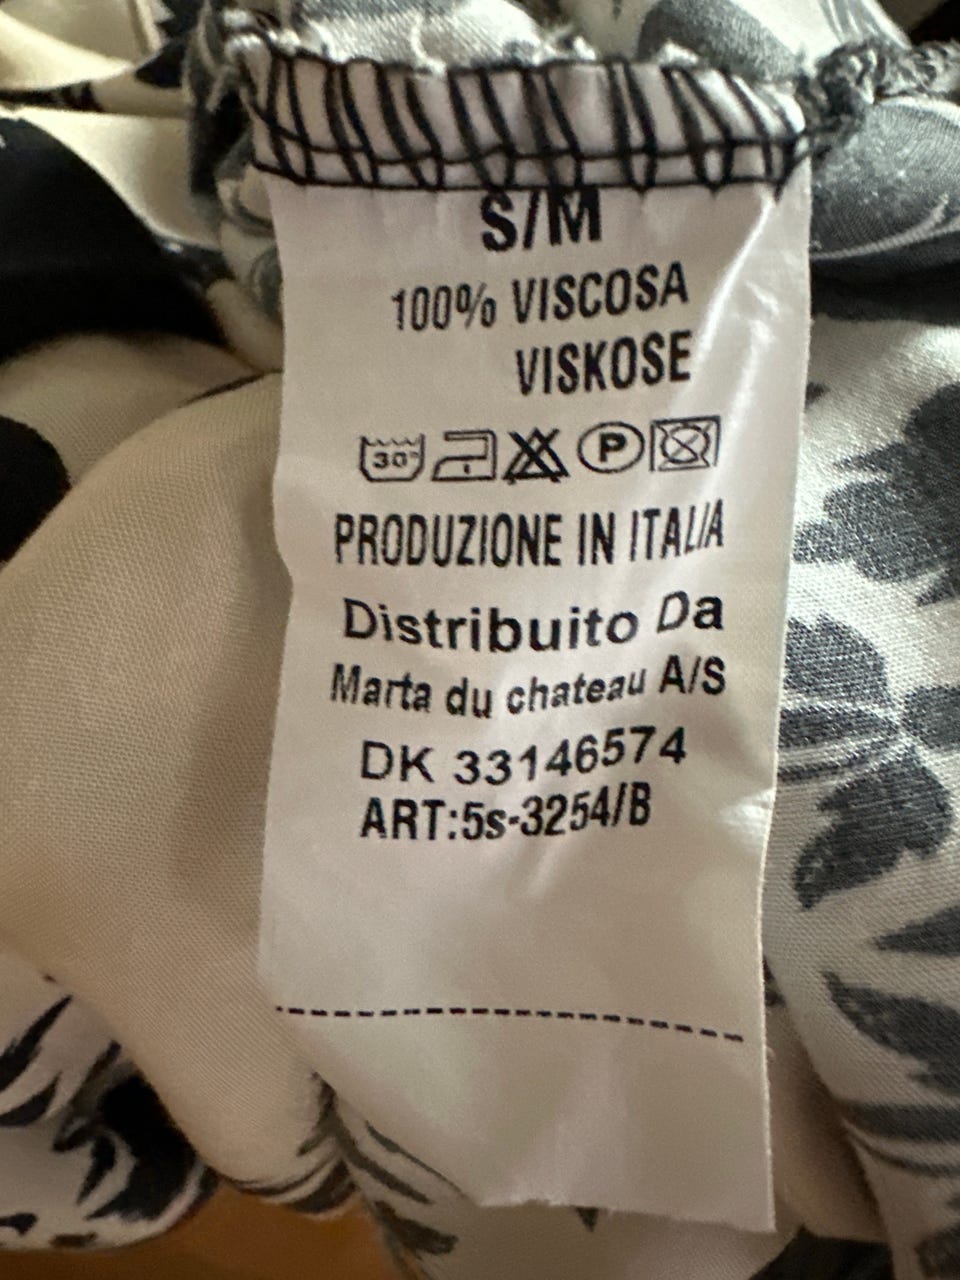 S/M
100% VISCOSA
VISKOSE
30° P
PRODUZIONE IN ITALIA
Distribuito Da
Marta du chateau A/S
DK 33146574
ART:5s-3254/B